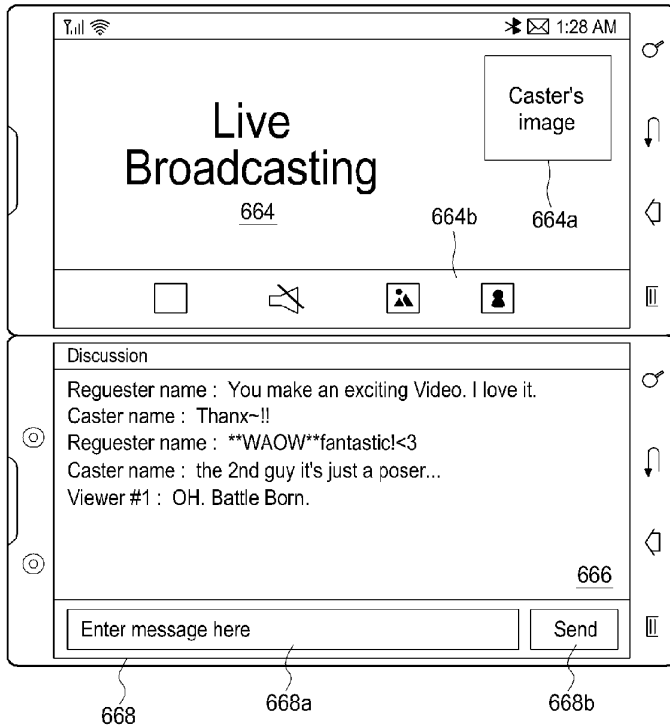 1:28 AM
Live
Broadcasting
664
Caster's
image
664a
664b
Discussion
Reguester name : You make an exciting Video. I love it.
Caster name : Thanx~!!
Reguester name : **WAOW**fantastic!<3
Caster name : the 2nd guy it's just a poser...
Viewer #1 : OH. Battle Born.
666
Enter message here
Send
668
668a
668b